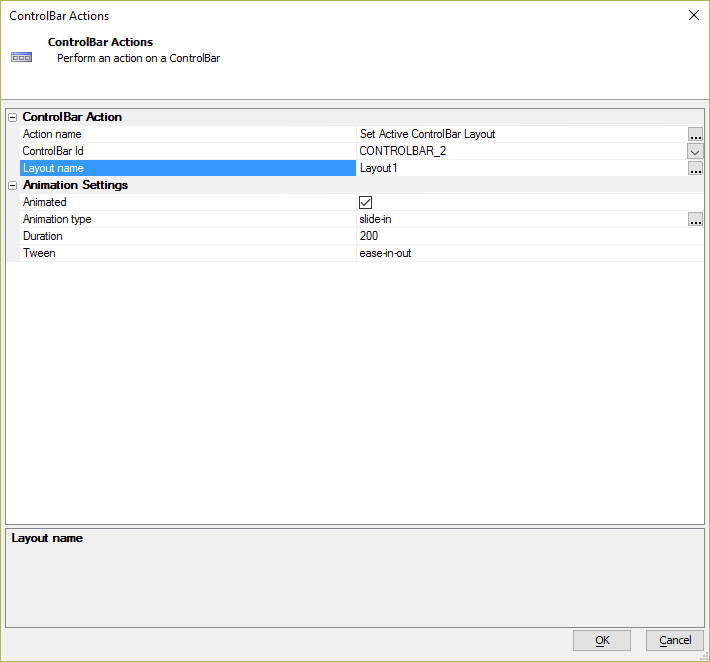 ControlBar Actions
ControlBar Actions
Perform an action on a ControlBar
ControlBar Action
Action name Set Active ControlBar Layout ...
ControlBar Id CONTROLBAR_2
Layout name Layout1 ...
Animation Settings
Animated
Animation type slide-in ...
Duration 200
Tween ease-in-out
Layout name
OK Cancel